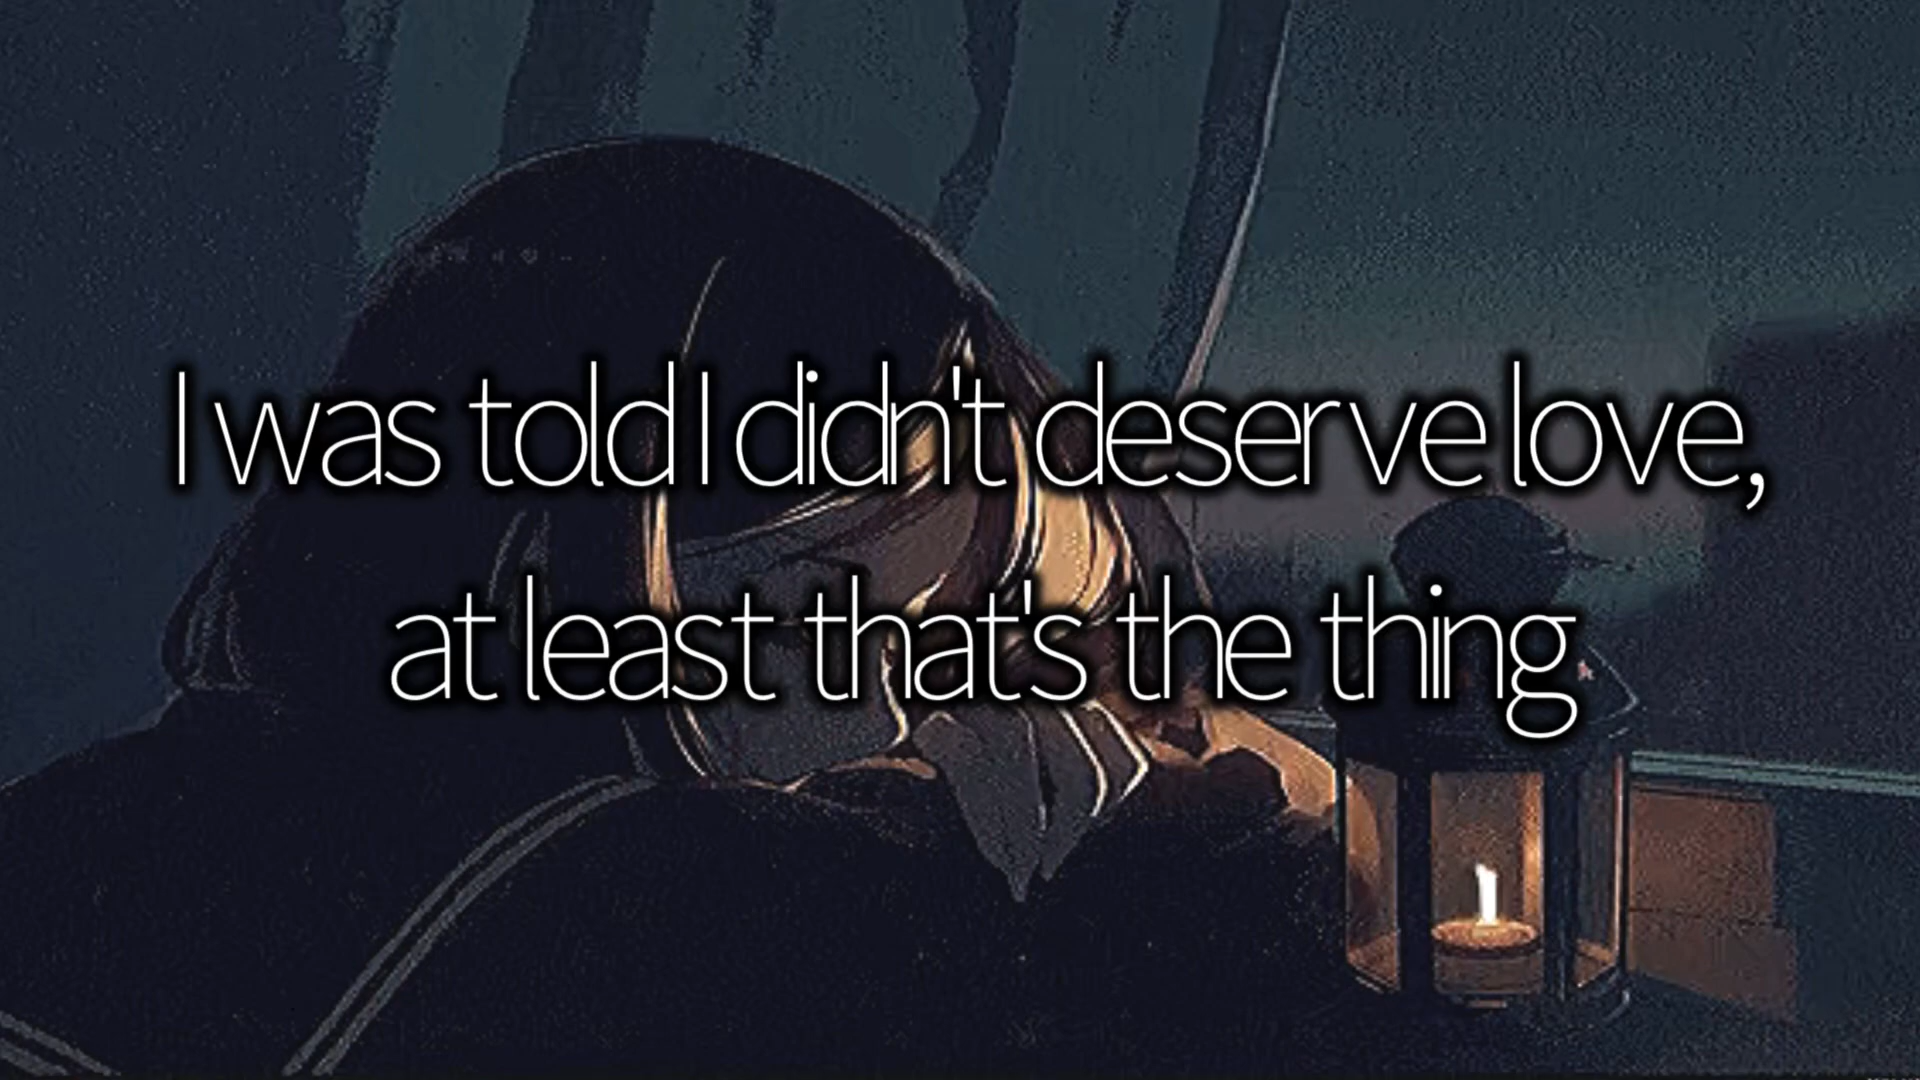 I was told I didn't deserve love,
at least that's the thing